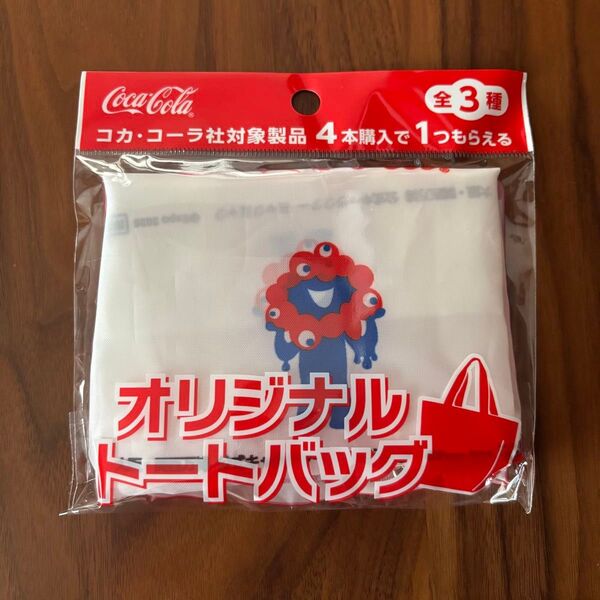 Coca-Cola
全3種
コカ・コーラ社対象製品 4本購入で1つもらえる
オリジナル
トートバッグ